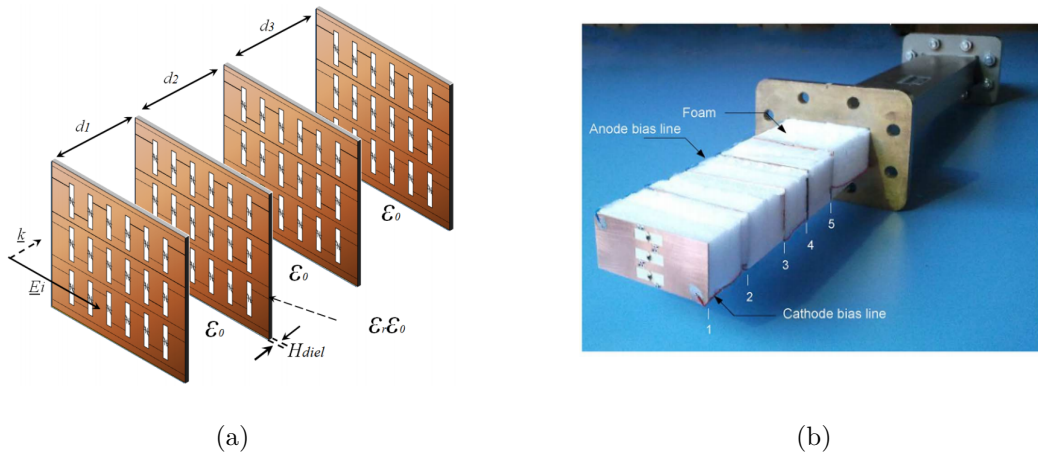 d1
d2
d3
ε0
ε0
ε0
εrε0
Hdiel
k
Ei
(a)
Foam
Anode bias line
1
2
3
4
5
Cathode bias line
(b)